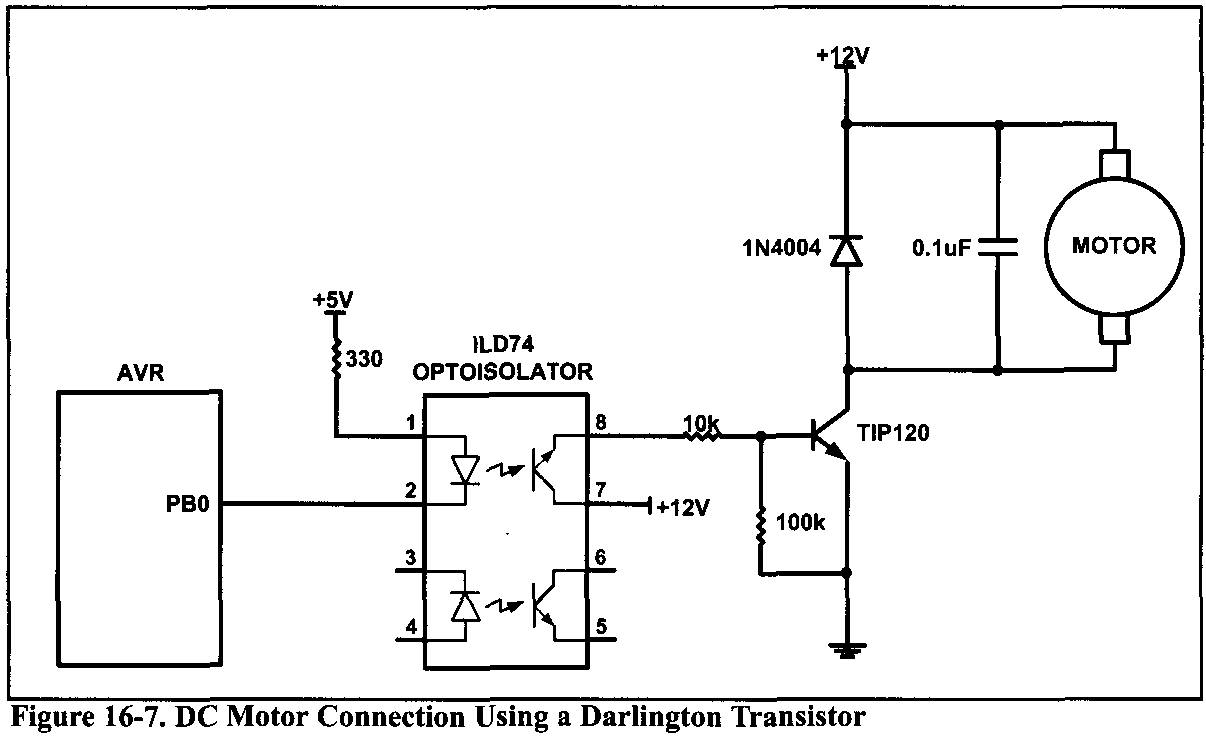 +12V
1N4004
0.1uF
MOTOR
+5V
330
ILD74
OPTOISOLATOR
AVR
1
8
10k
TIP120
PB0
2
7
+12V
100k
3
6
4
5
Figure 16-7. DC Motor Connection Using a Darlington Transistor